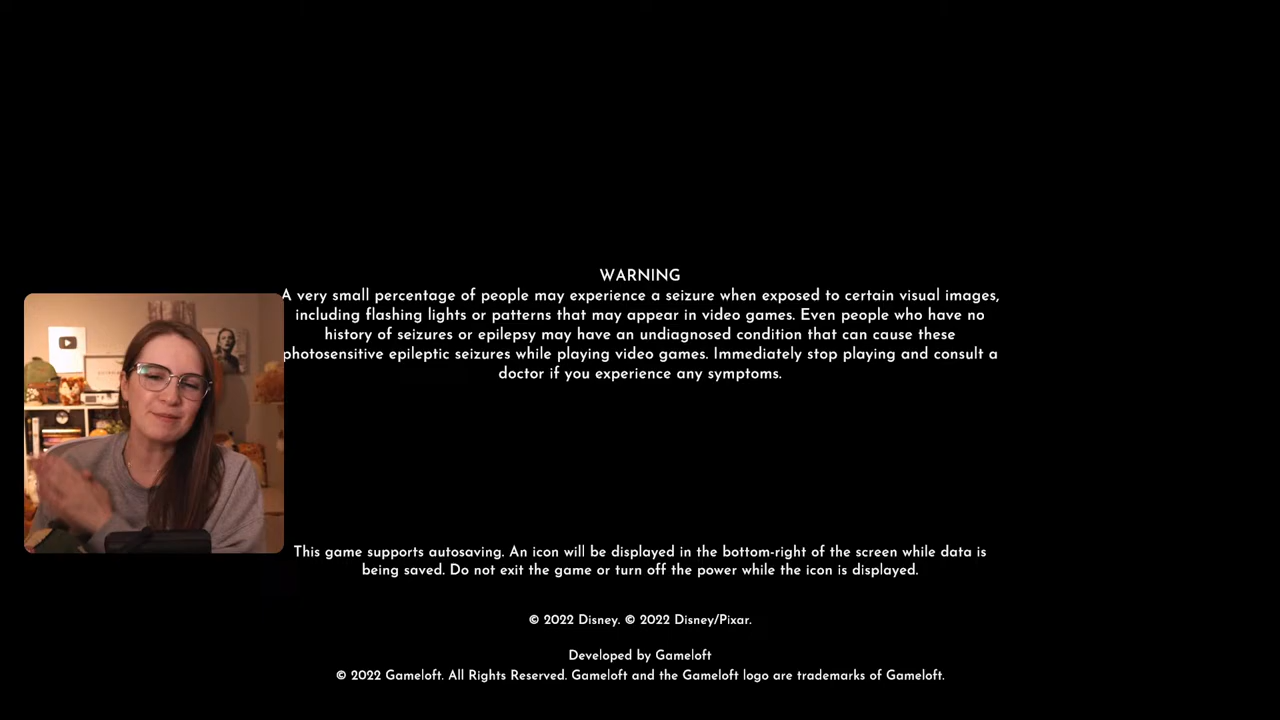 WARNING
A very small percentage of people may experience a seizure when exposed to certain visual images,
including flashing lights or patterns that may appear in video games. Even people who have no
history of seizures or epilepsy may have an undiagnosed condition that can cause these
photosensitive epileptic seizures while playing video games. Immediately stop playing and consult a
doctor if you experience any symptoms.
This game supports autosaving. An icon will be displayed in the bottom-right of the screen while data is
being saved. Do not exit the game or turn off the power while the icon is displayed.
© 2022 Disney. © 2022 Disney/Pixar.
Developed by Gameloft
© 2022 Gameloft. All Rights Reserved. Gameloft and the Gameloft logo are trademarks of Gameloft.